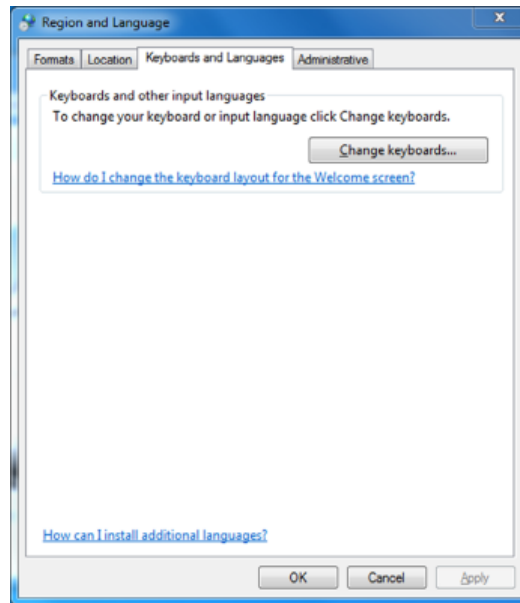 Region and Language
Formats Location Keyboards and Languages Administrative
Keyboards and other input languages
To change your keyboard or input language click Change keyboards.
Change keyboards...
How do I change the keyboard layout for the Welcome screen?
How can I install additional languages?
OK Cancel Apply